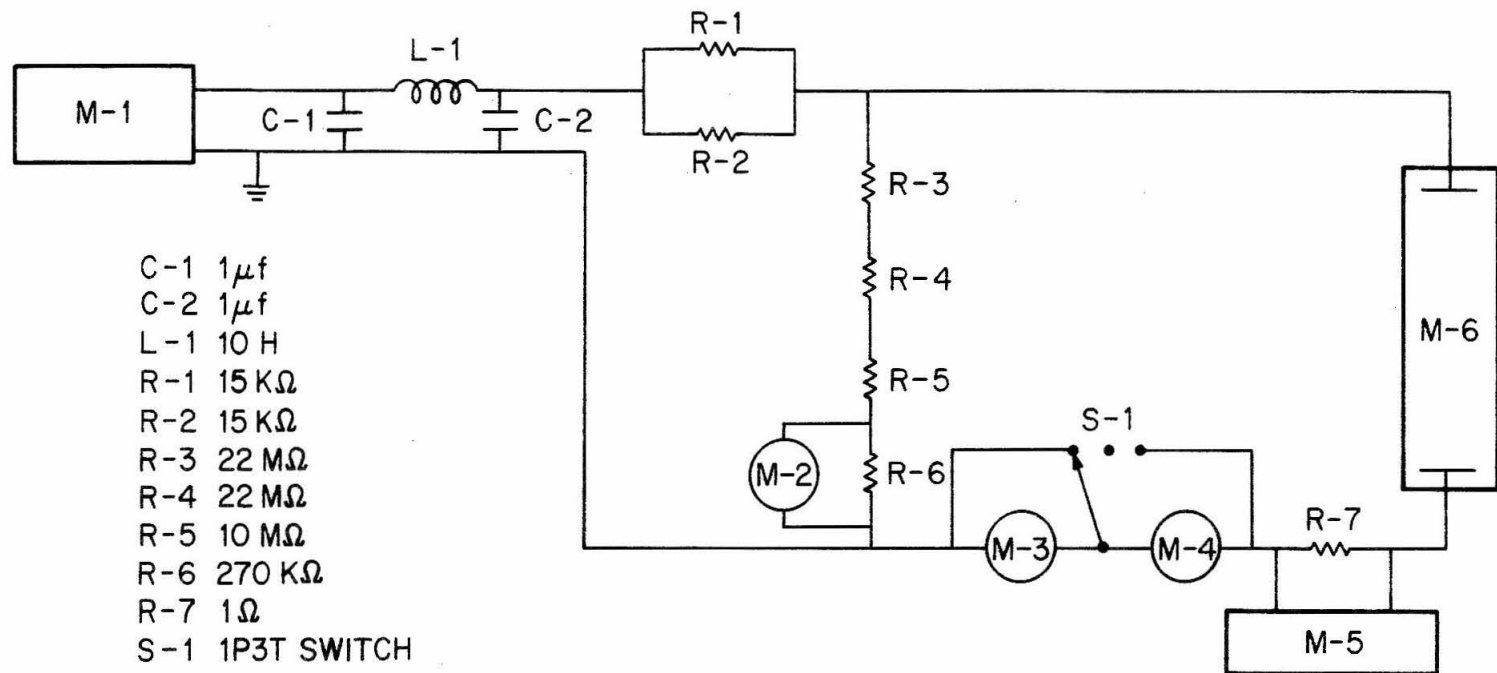 R-1
L-1
M-1
C-1
C-2
R-2
R-3
C-1 1μf
C-2 1μf
L-1 10 H
R-1 15 KΩ
R-2 15 KΩ
R-3 22 MΩ
R-4 22 MΩ
R-5 10 MΩ
R-6 270 KΩ
R-7 1Ω
S-1 1P3T SWITCH
R-4
M-6
R-5
S-1
M-2
R-6
R-7
M-3
M-4
M-5